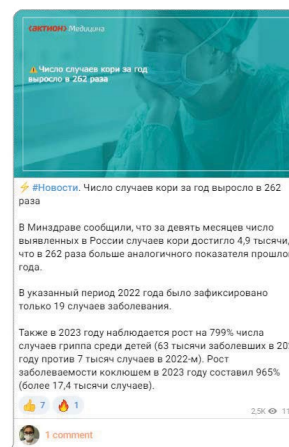 <АКТИОН> Медицина
⚠Число случаев кори за год
выросло в 262 раза
⚡ #Новости. Число случаев кори за год выросло в 262
раза
В Минздраве сообщили, что за девять месяцев число
выявленных в России случаев кори достигло 4,9 тысячи,
что в 262 раза больше аналогичного показателя прошло
года.
В указанный период 2022 года было зафиксировано
только 19 случаев заболевания.
Также в 2023 году наблюдается рост на 799% числа
случаев гриппа среди детей (63 тысячи заболевших в 202
году против 7 тысяч случаев в 2022-м). Рост
заболеваемости коклюшем в 2023 году составил 965%
(более 17,4 тысячи случаев).
👍 7 🔥 1
2,5K 11
1 comment